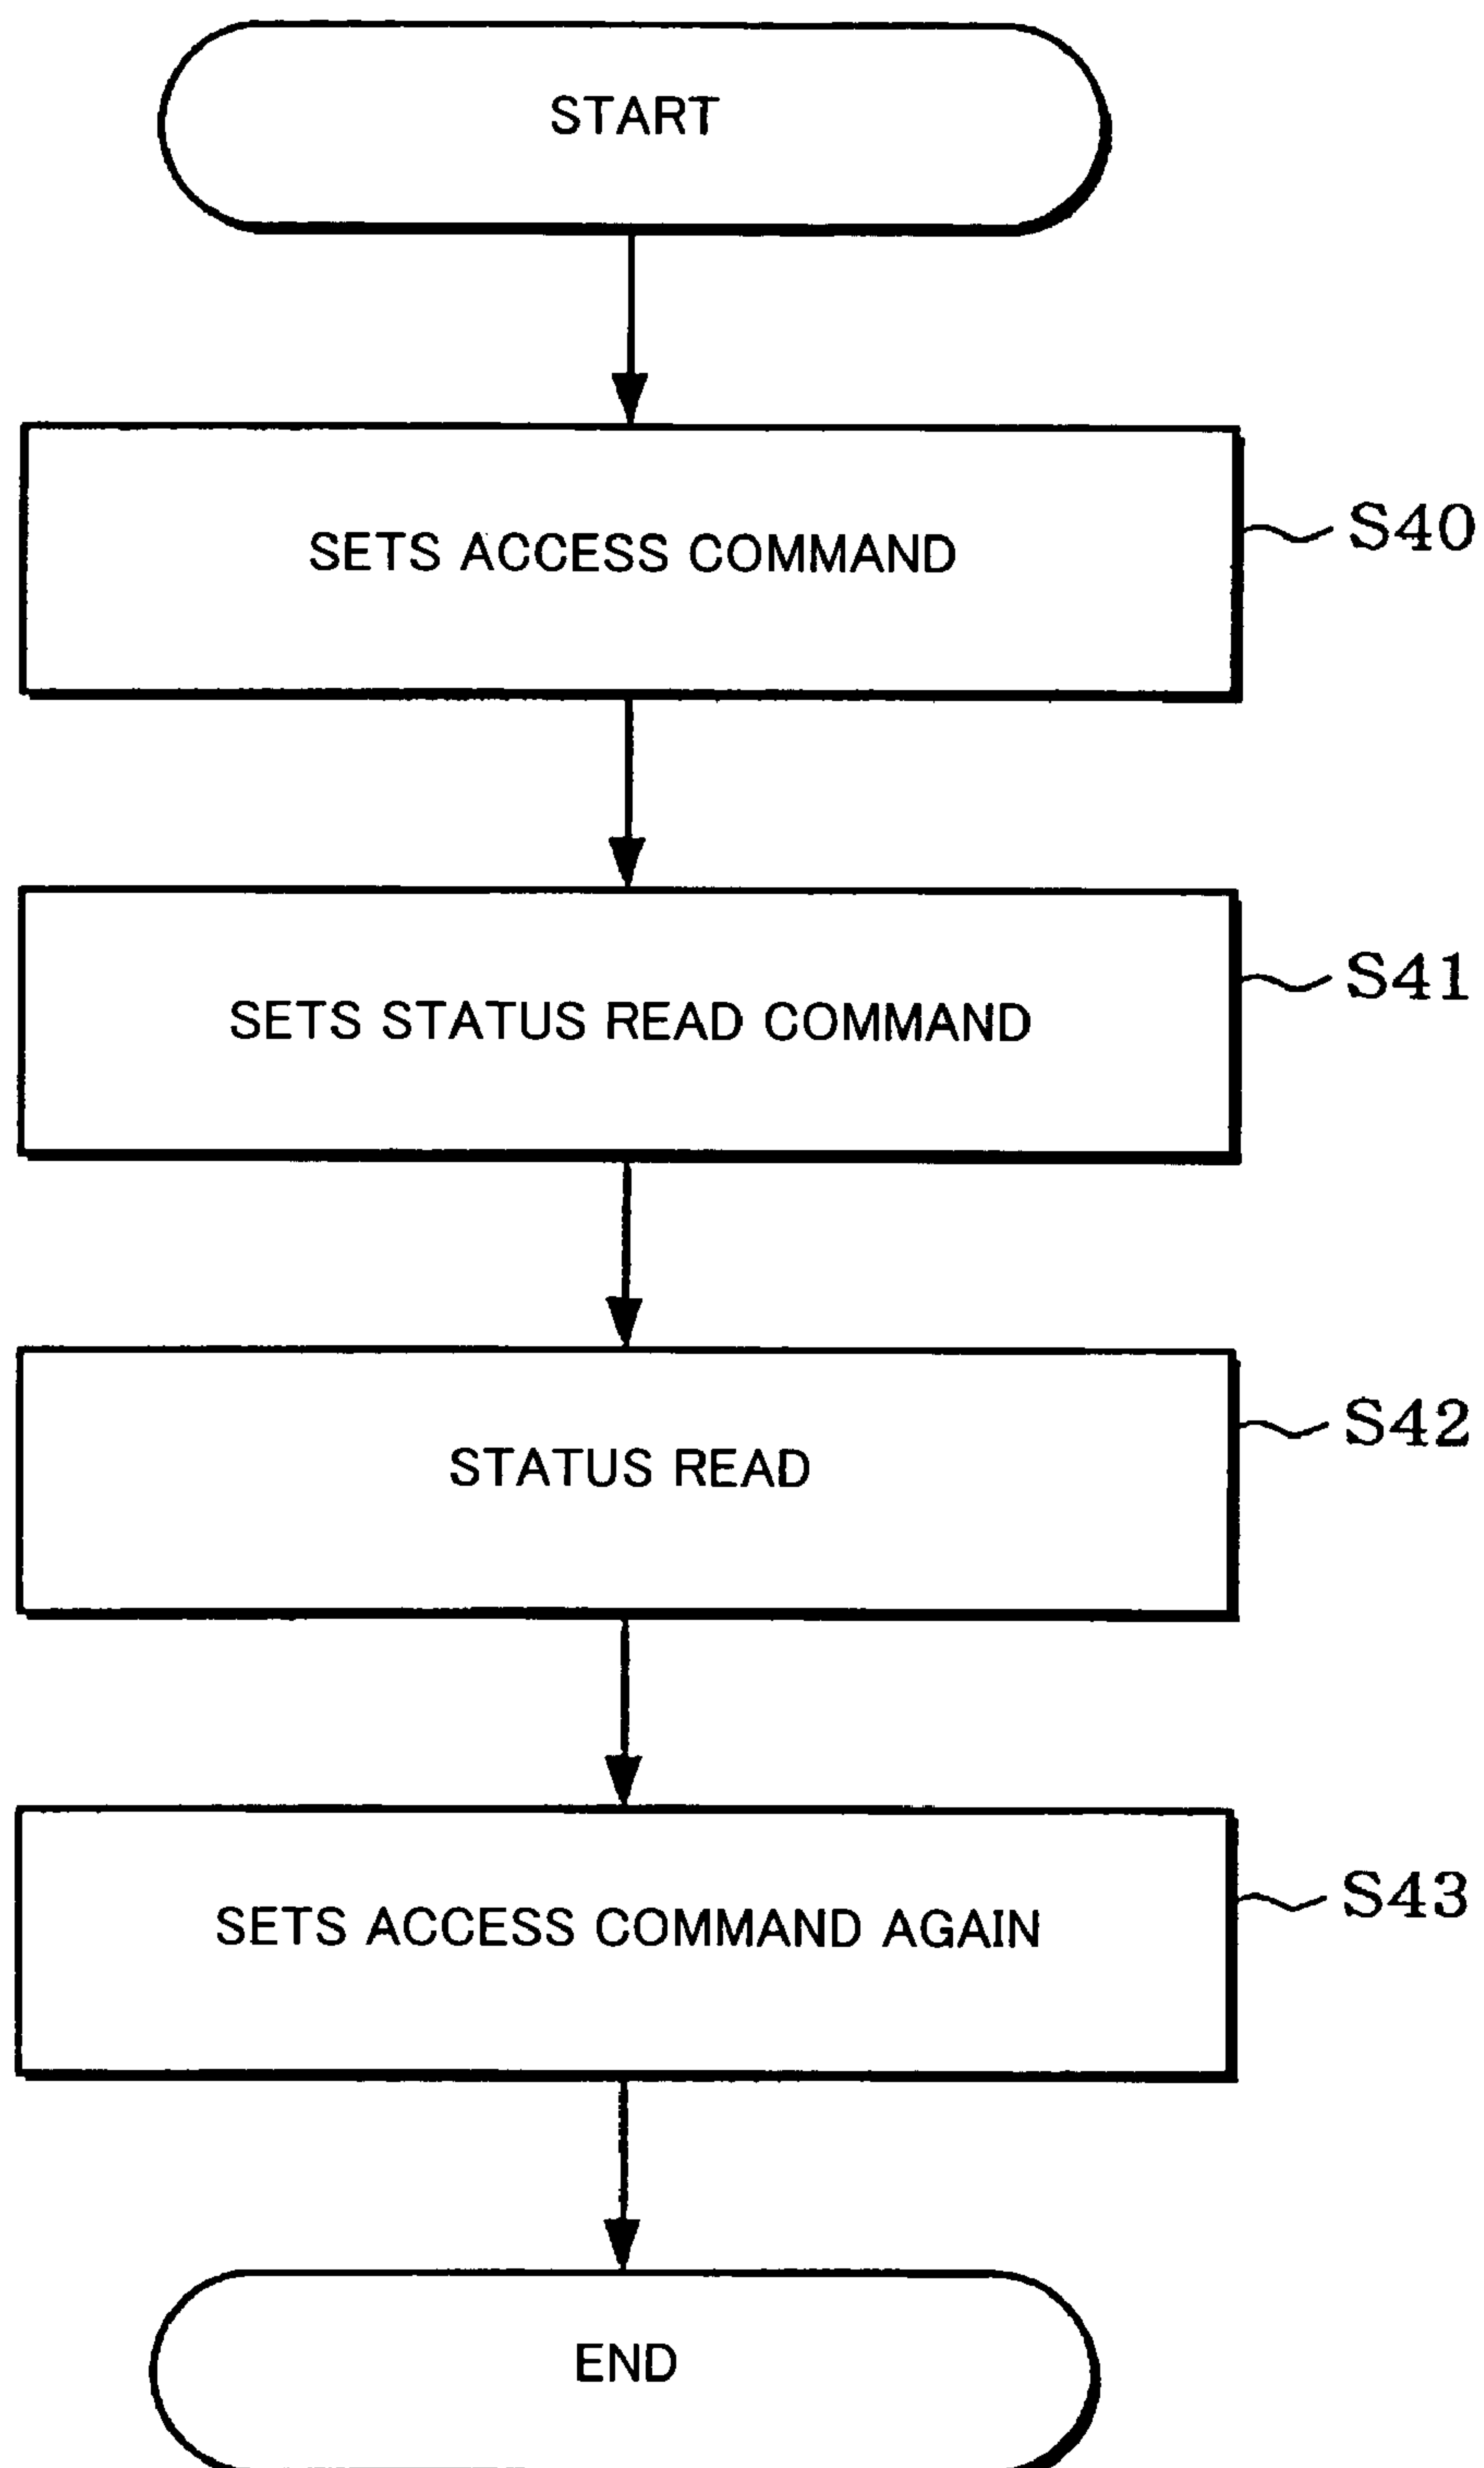 START
SETS ACCESS COMMAND
S40
SETS STATUS READ COMMAND
S41
STATUS READ
S42
SETS ACCESS COMMAND AGAIN
S43
END